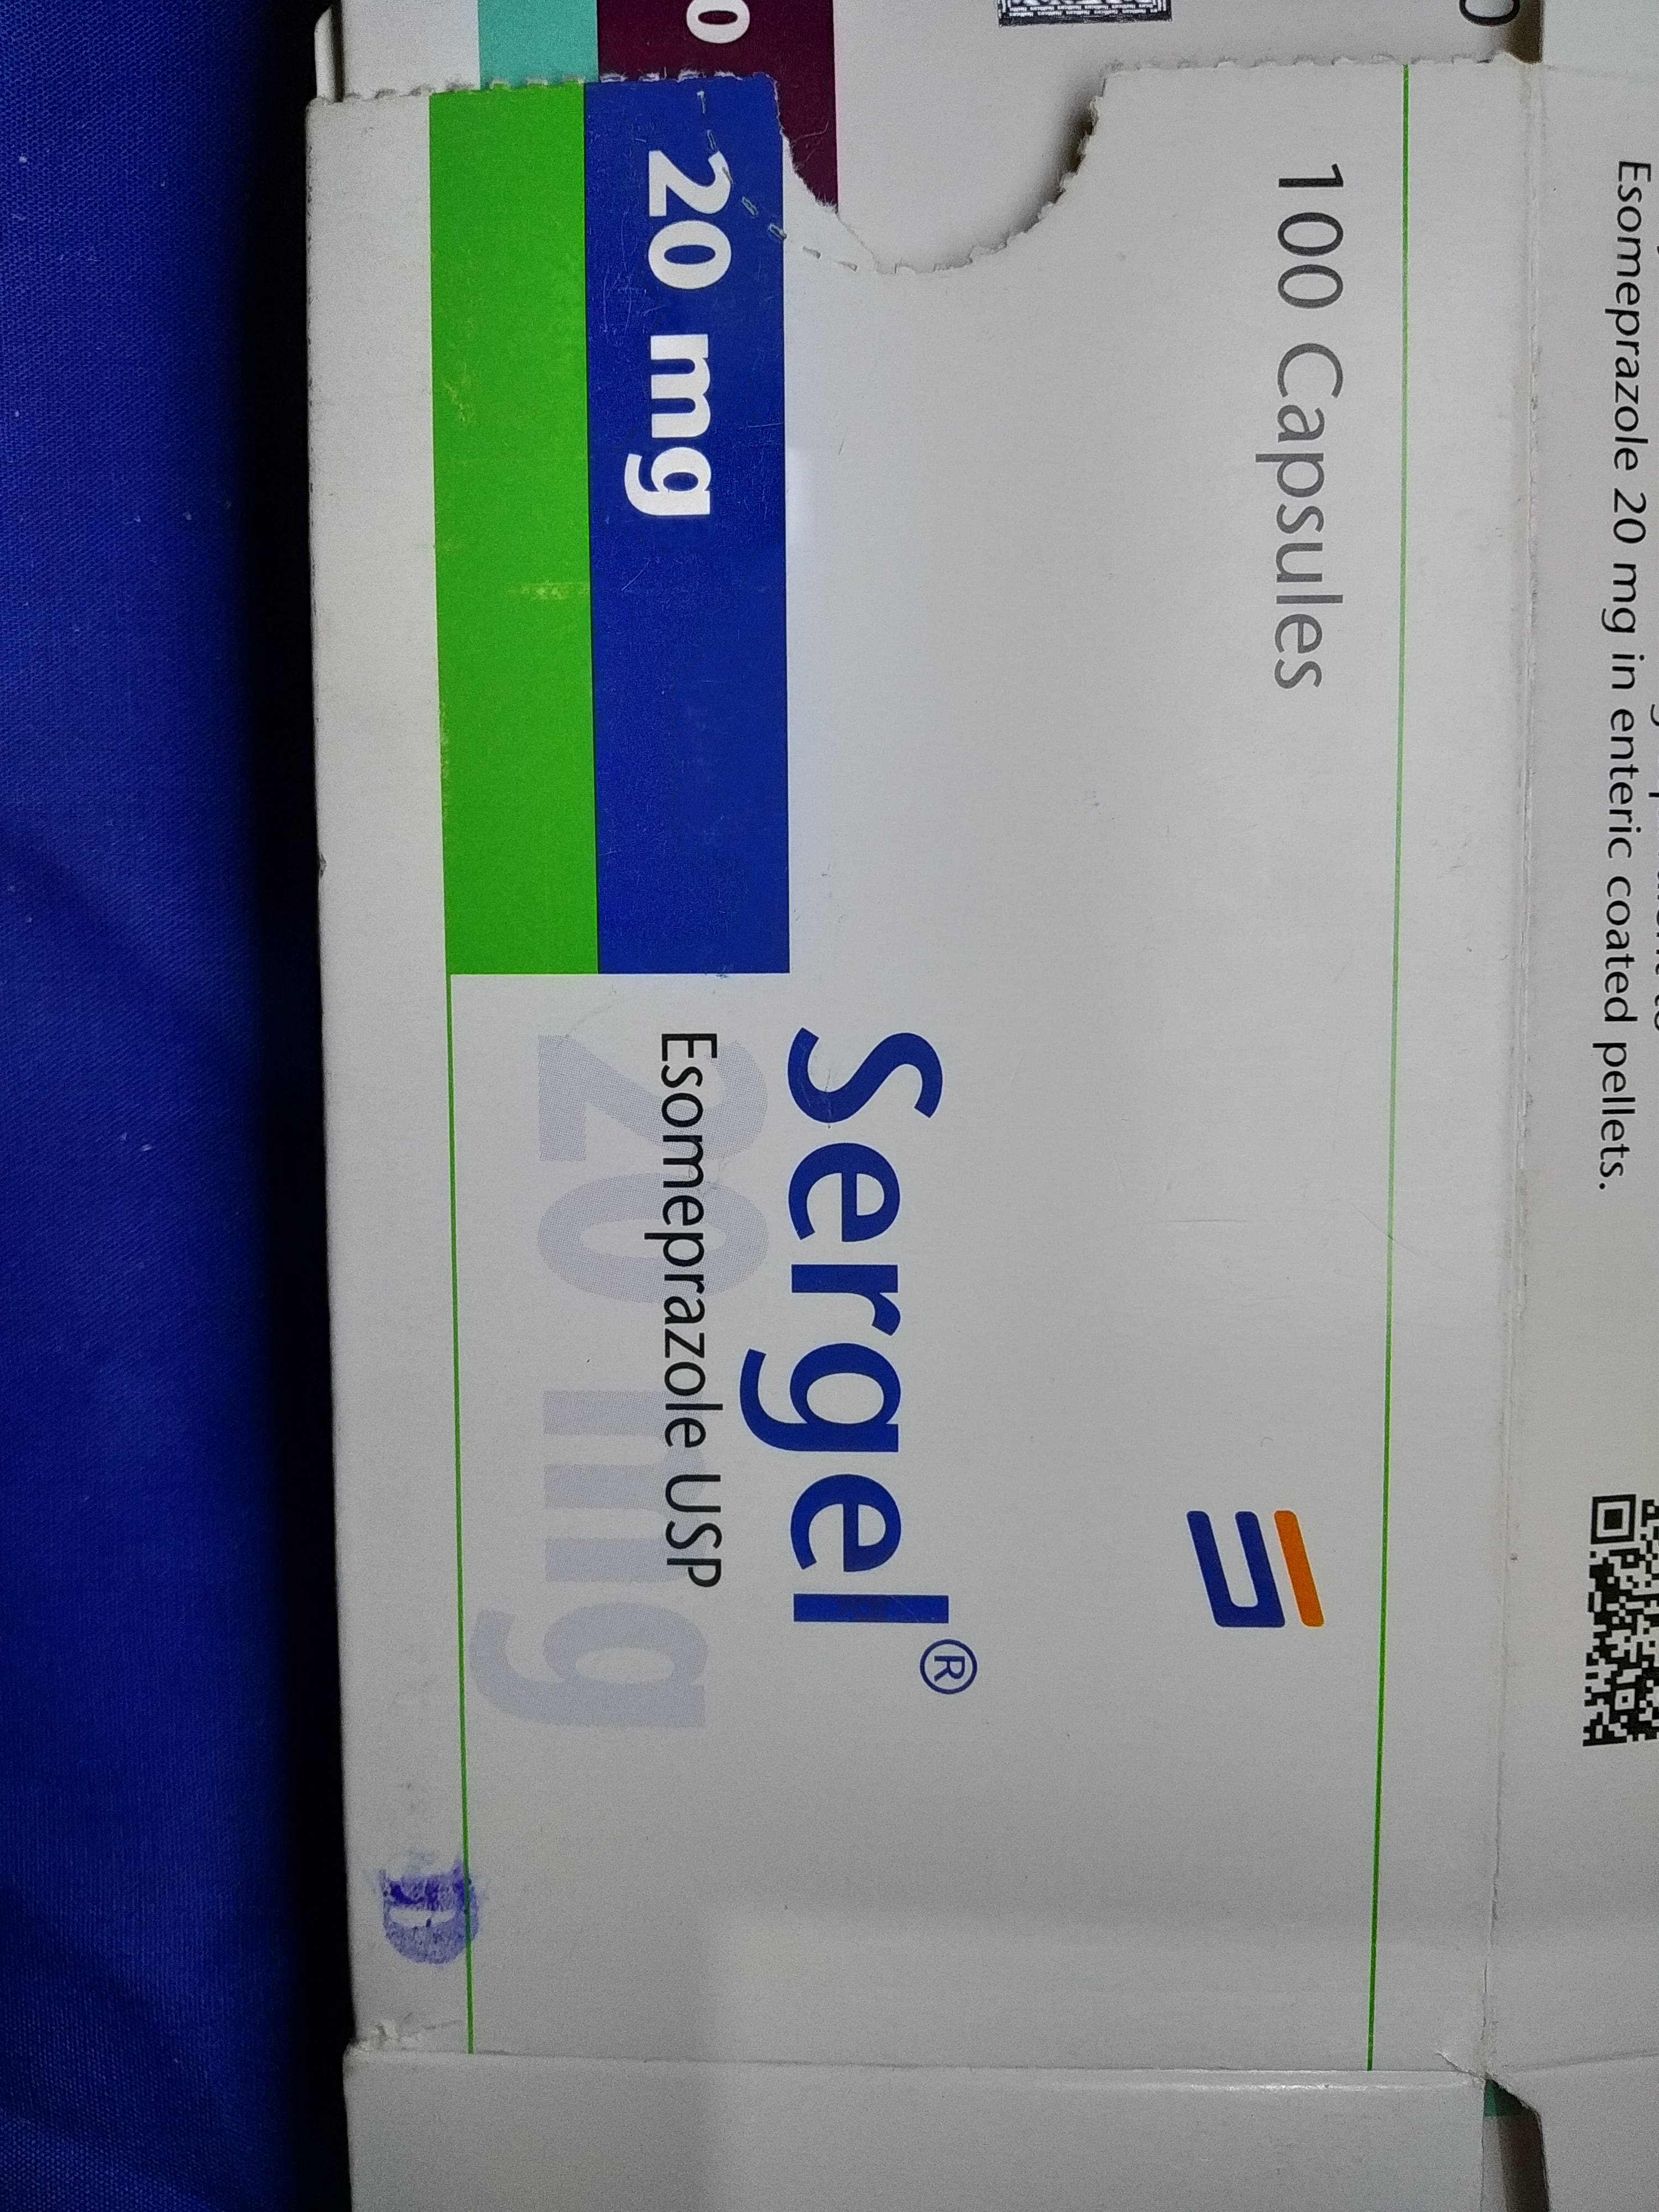 Esomeprazole 20 mg in enteric coated pellets.
100 Capsules
Sergel®
20 mg
Esomeprazole USP
20 mg
D